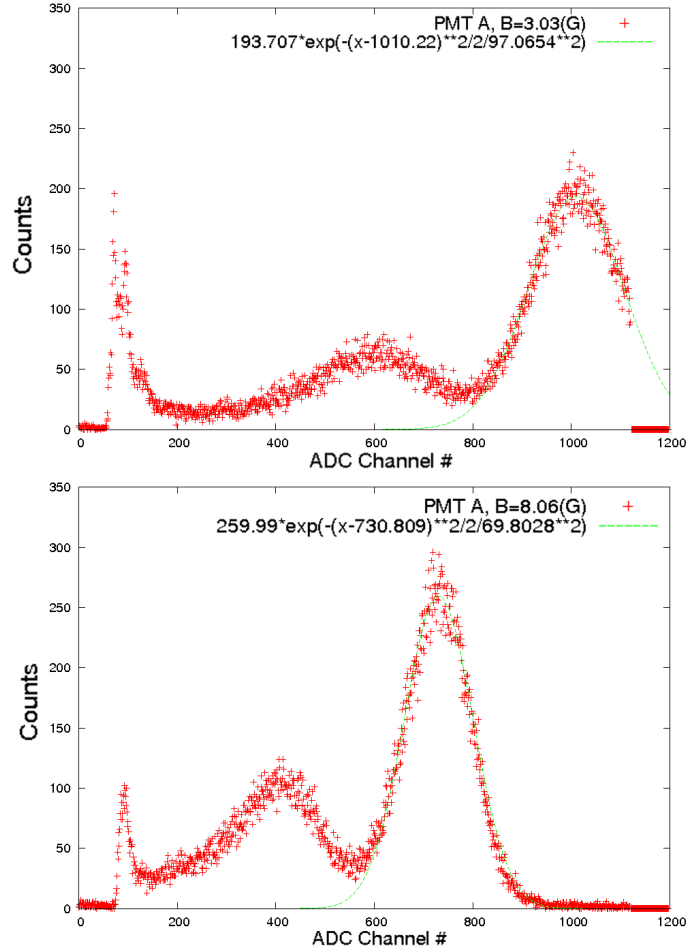 350
PMT A, B=3.03(G)
193.707*exp(-(x-1010.22)**2/2/97.0654**2)
300
250
200
150
100
50
0
Counts
0 200 400 600 800 1000 1200
ADC Channel #
350
PMT A, B=8.06(G)
259.99*exp(-(x-730.809)**2/2/69.8028**2)
300
250
200
150
100
50
0
Counts
0 200 400 600 800 1000 1200
ADC Channel #